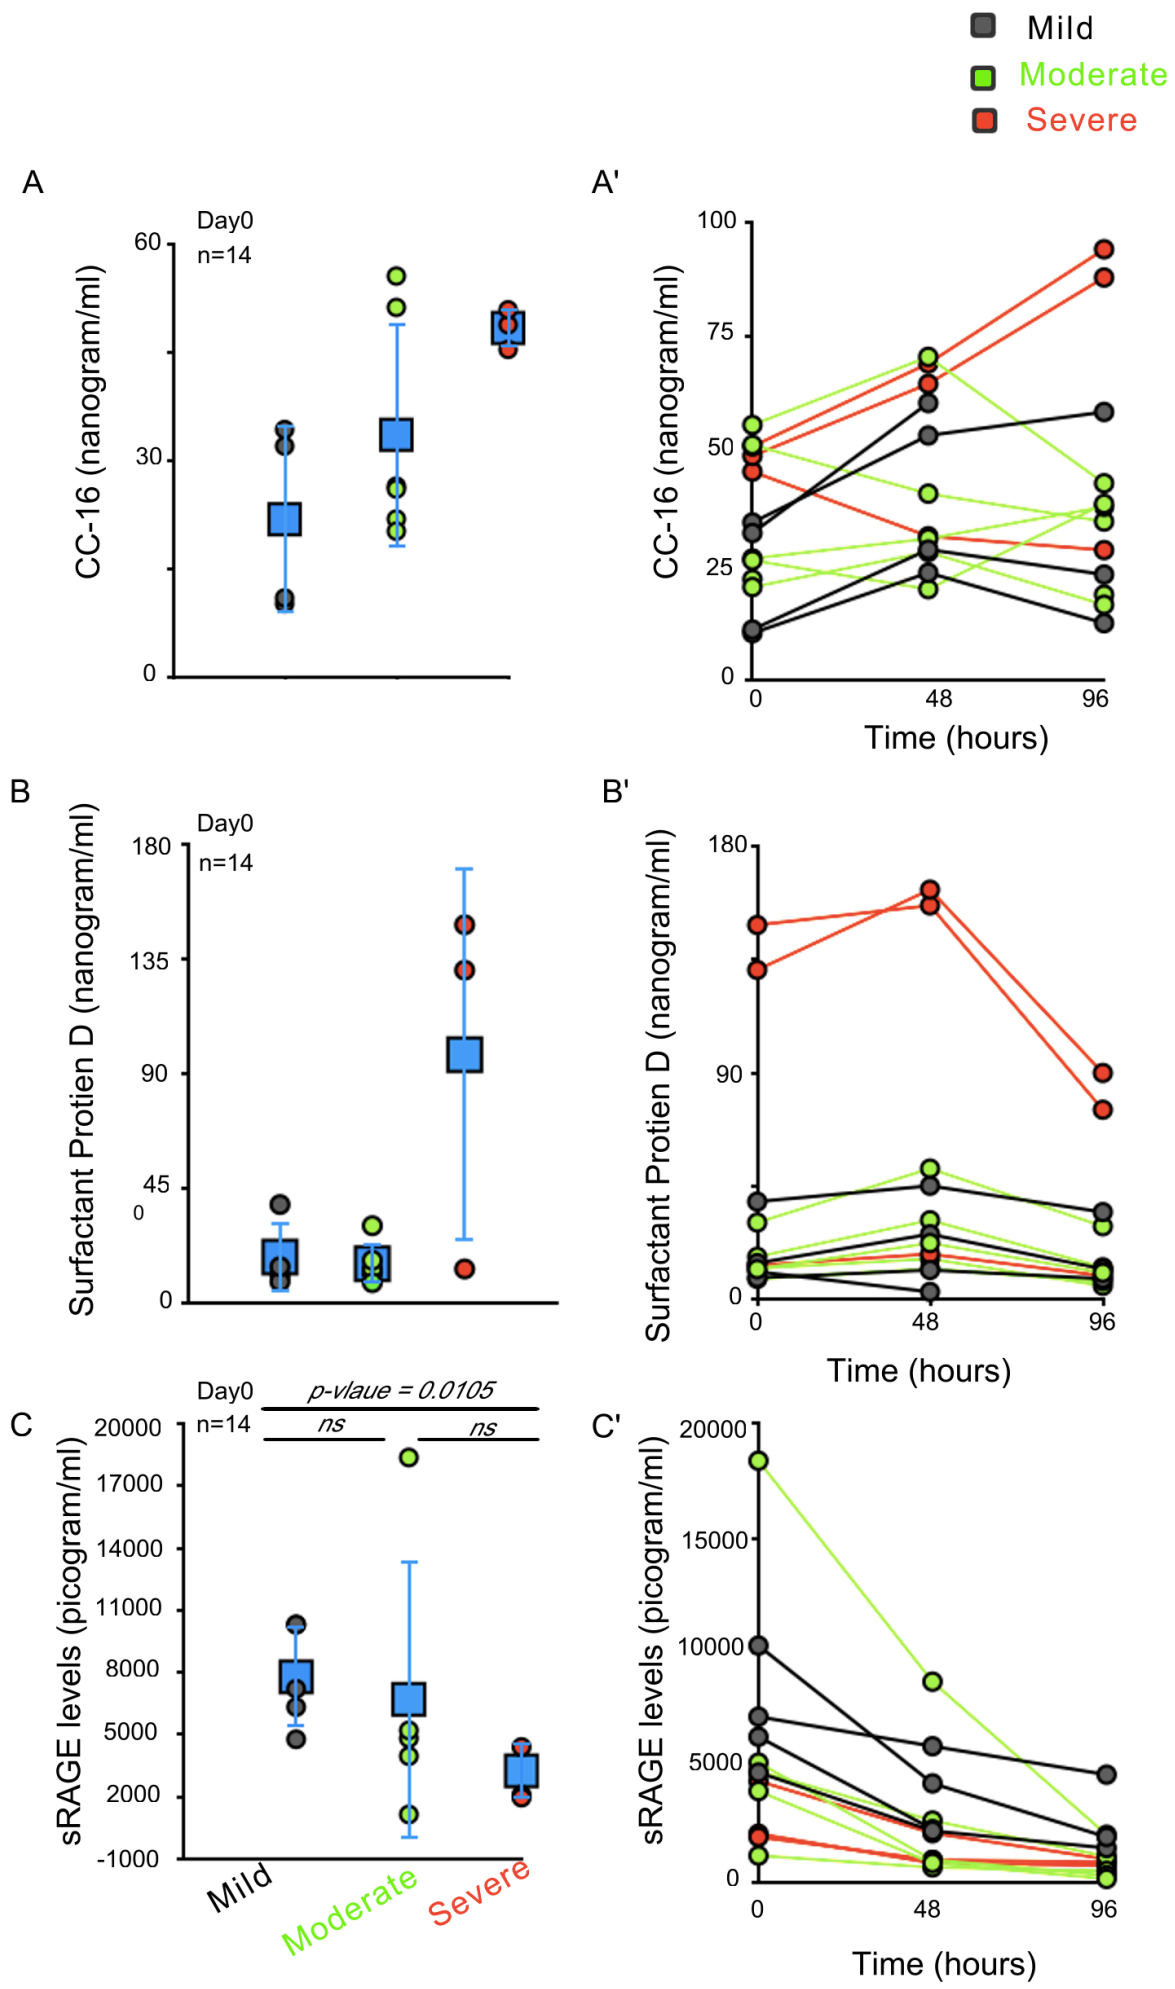 Mild
Moderate
Severe
A
Day0
n=14
CC-16 (nanogram/ml)
60
30
0
A'
CC-16 (nanogram/ml)
100
75
50
25
0
0 48 96
Time (hours)
B
Day0
n=14
Surfactant Protien D (nanogram/ml)
180
135
90
45
0
0
B'
Surfactant Protien D (nanogram/ml)
180
90
0
0 48 96
Time (hours)
C
Day0
n=14
p-vlaue = 0.0105
ns ns
sRAGE levels (picogram/ml)
20000
17000
14000
11000
8000
5000
2000
-1000
Mild
Moderate
Severe
C'
sRAGE levels (picogram/ml)
20000
15000
10000
5000
0
0 48 96
Time (hours)